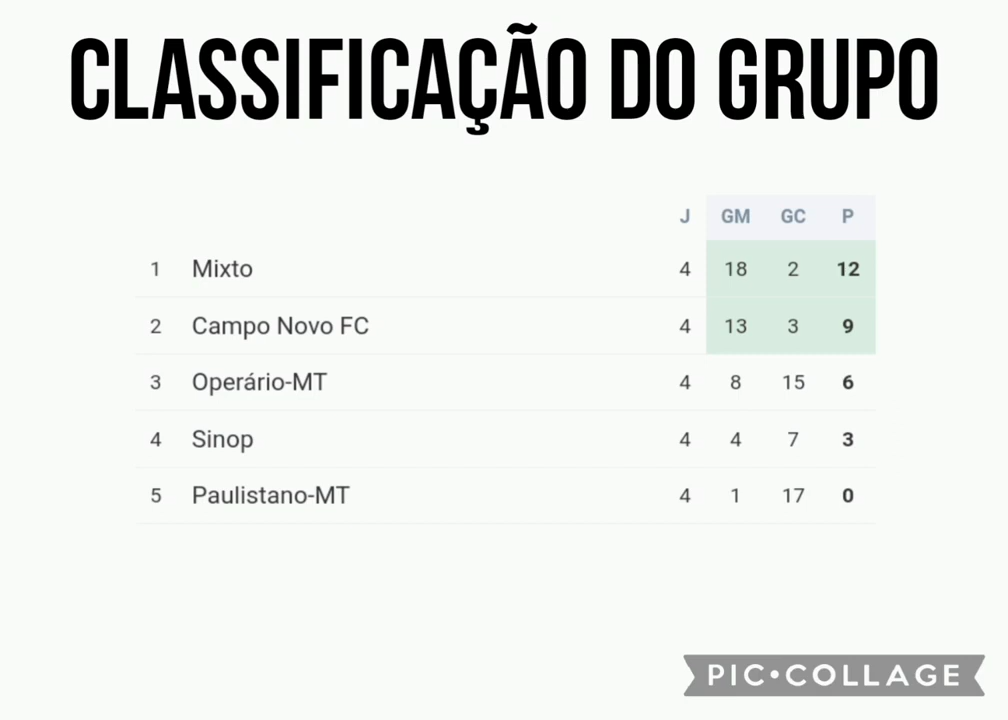 CLASSIFICAÇÃO DO GRUPO
J GM GC P
1 Mixto 4 18 2 12
2 Campo Novo FC 4 13 3 9
3 Operário-MT 4 8 15 6
4 Sinop 4 4 7 3
5 Paulistano-MT 4 1 17 0
PIC•COLLAGE